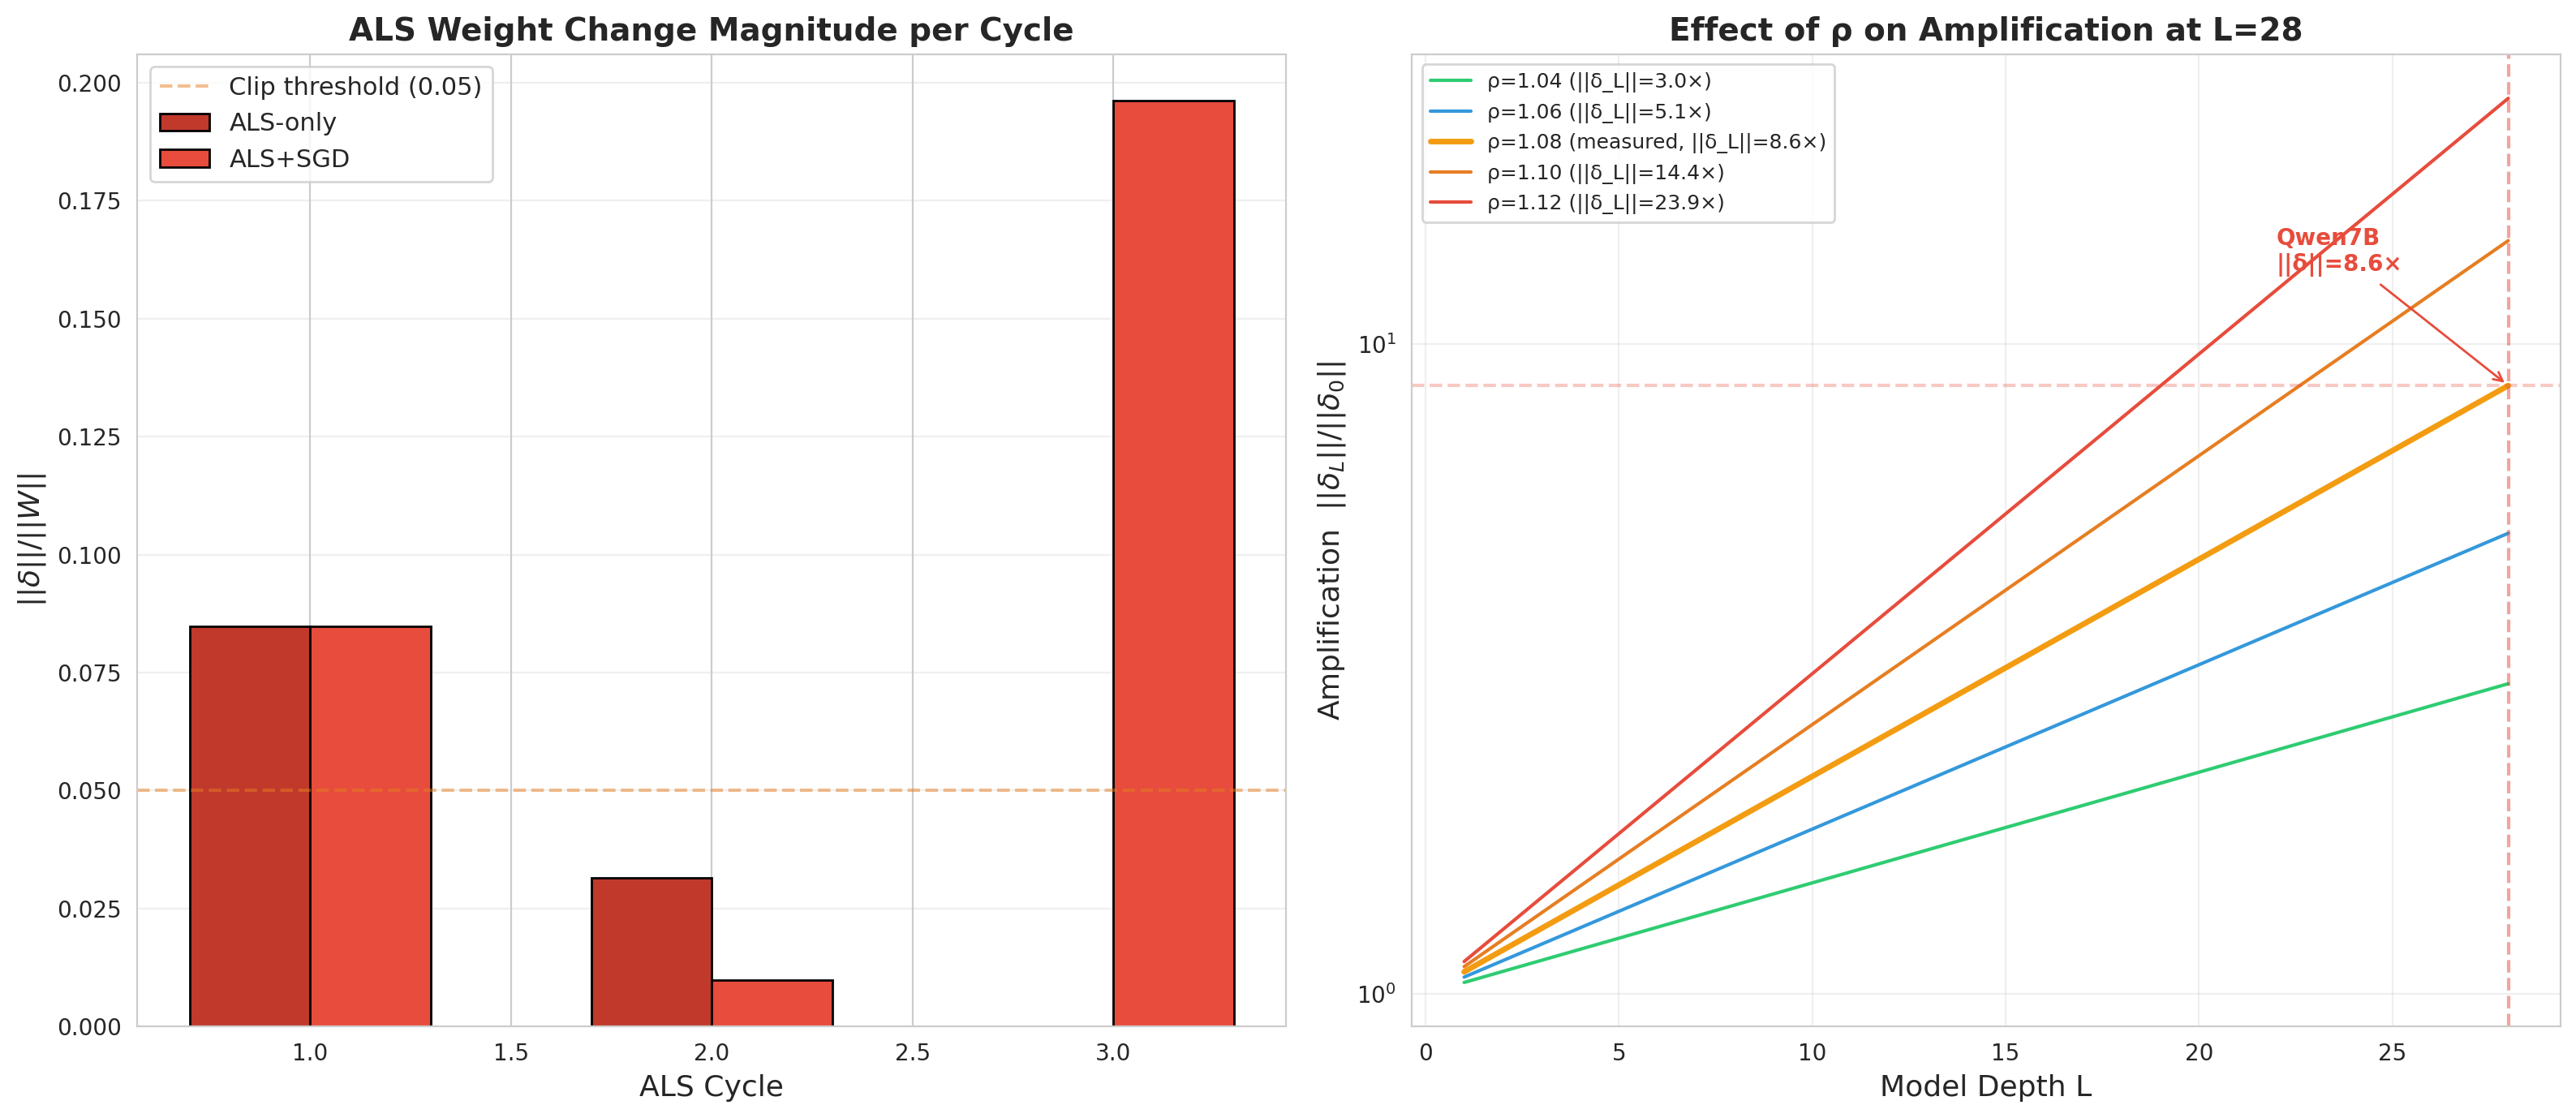 ALS Weight Change Magnitude per Cycle
Clip threshold (0.05)
ALS-only
ALS+SGD
0.200
0.175
0.150
0.125
0.100
0.075
0.050
0.025
0.000
||δ||/||W||
1.0 1.5 2.0 2.5 3.0
ALS Cycle
Effect of ρ on Amplification at L=28
ρ=1.04 (||δ_L||=3.0×)
ρ=1.06 (||δ_L||=5.1×)
ρ=1.08 (measured, ||δ_L||=8.6×)
ρ=1.10 (||δ_L||=14.4×)
ρ=1.12 (||δ_L||=23.9×)
Qwen7B
||δ||=8.6×
10¹
10⁰
Amplification ||δ_L||/||δ₀||
0 5 10 15 20 25
Model Depth L